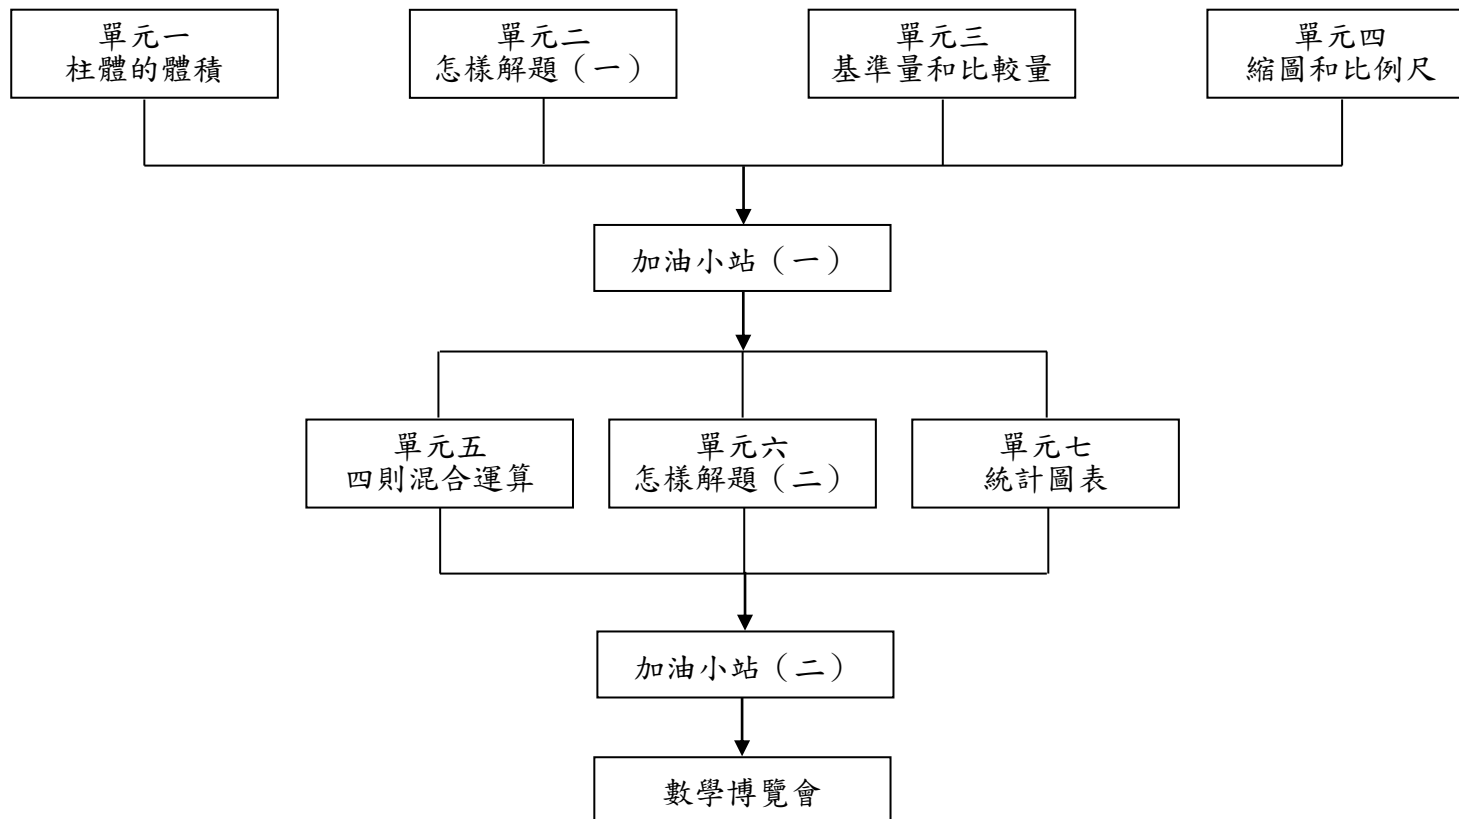 單元一
柱體的體積
單元二
怎樣解題（一）
單元三
基準量和比較量
單元四
縮圖和比例尺
加油小站（一）
單元五
四則混合運算
單元六
怎樣解題（二）
單元七
統計圖表
加油小站（二）
數學博覽會